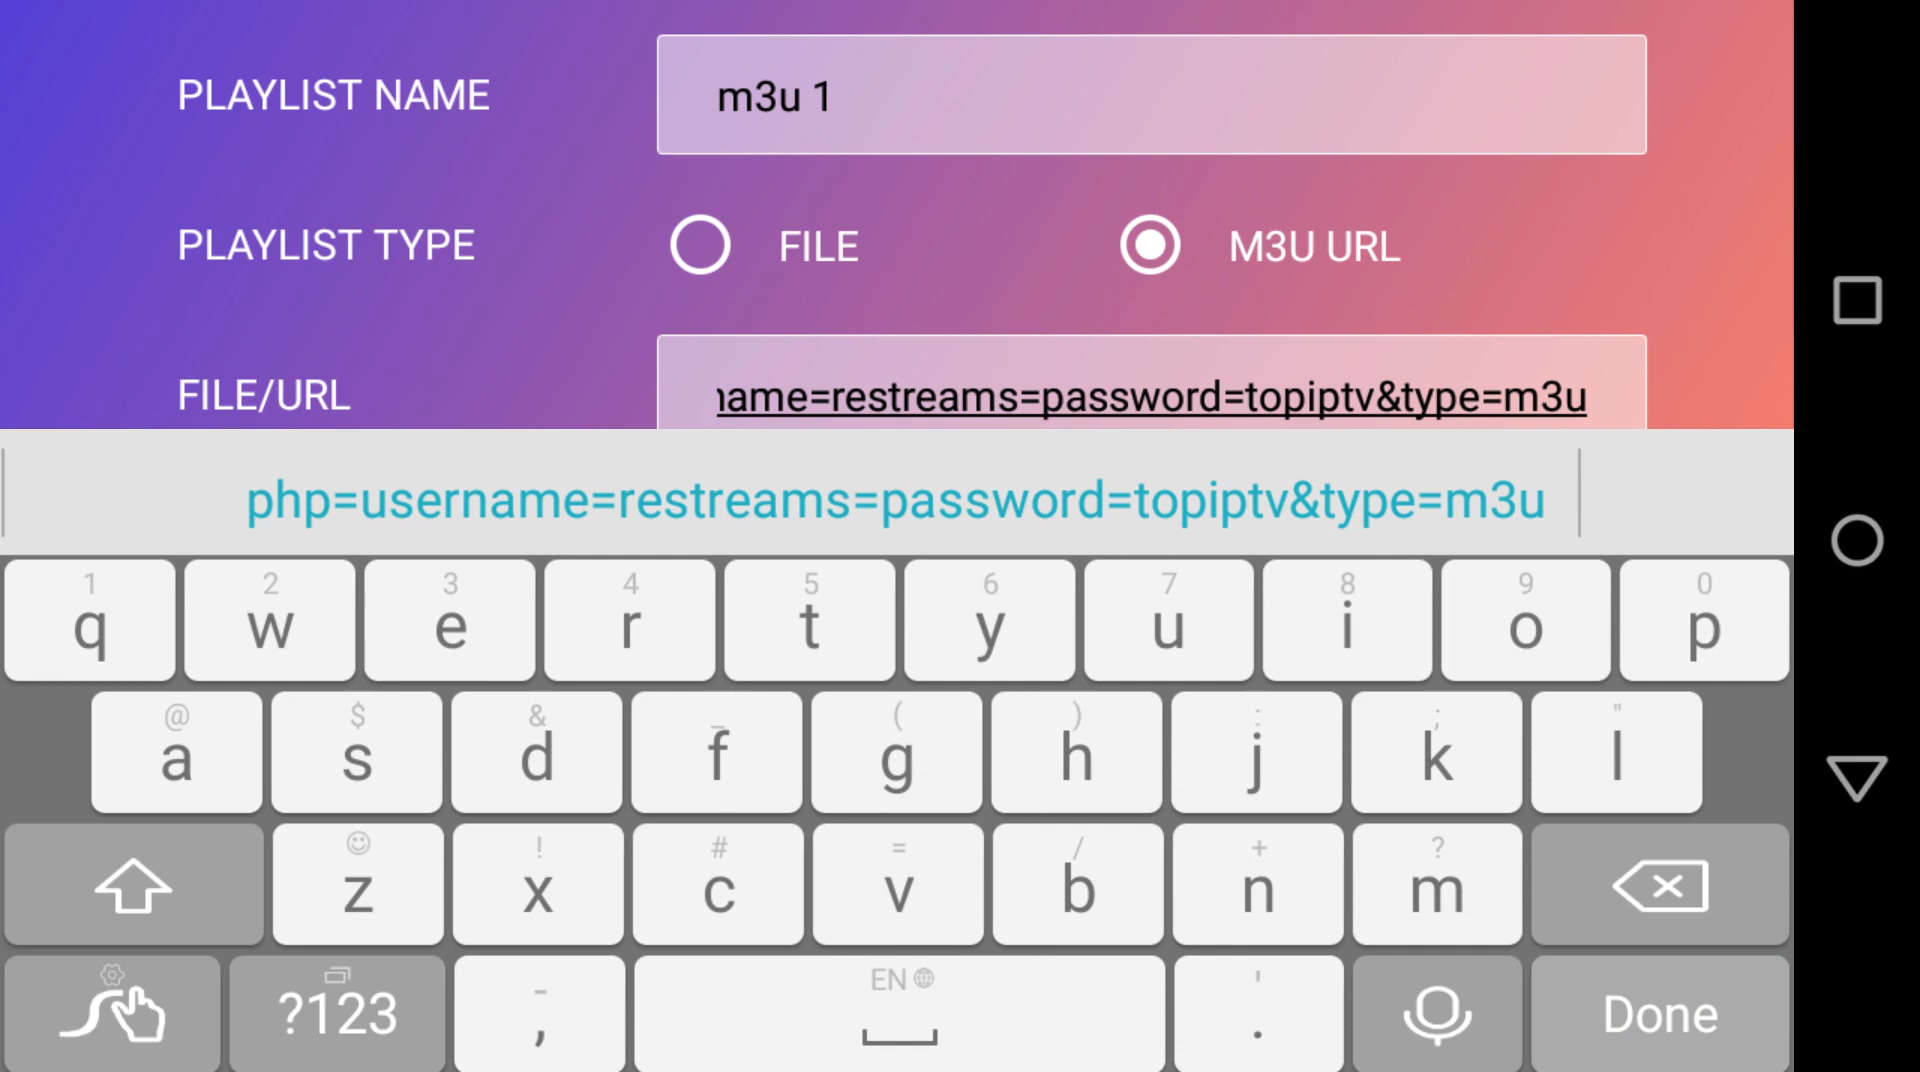 PLAYLIST NAME
m3u 1
PLAYLIST TYPE
FILE
M3U URL
FILE/URL
name=restreams=password=topiptv&type=m3u
php=username=restreams=password=topiptv&type=m3u
1 2 3 4 5 6 7 8 9 0
q w e r t y u i o p
@ $ & _ ( ) : ; "
a s d f g h j k l
! # = / + ?
z x c v b n m
?123
- ,
EN
' .
Done